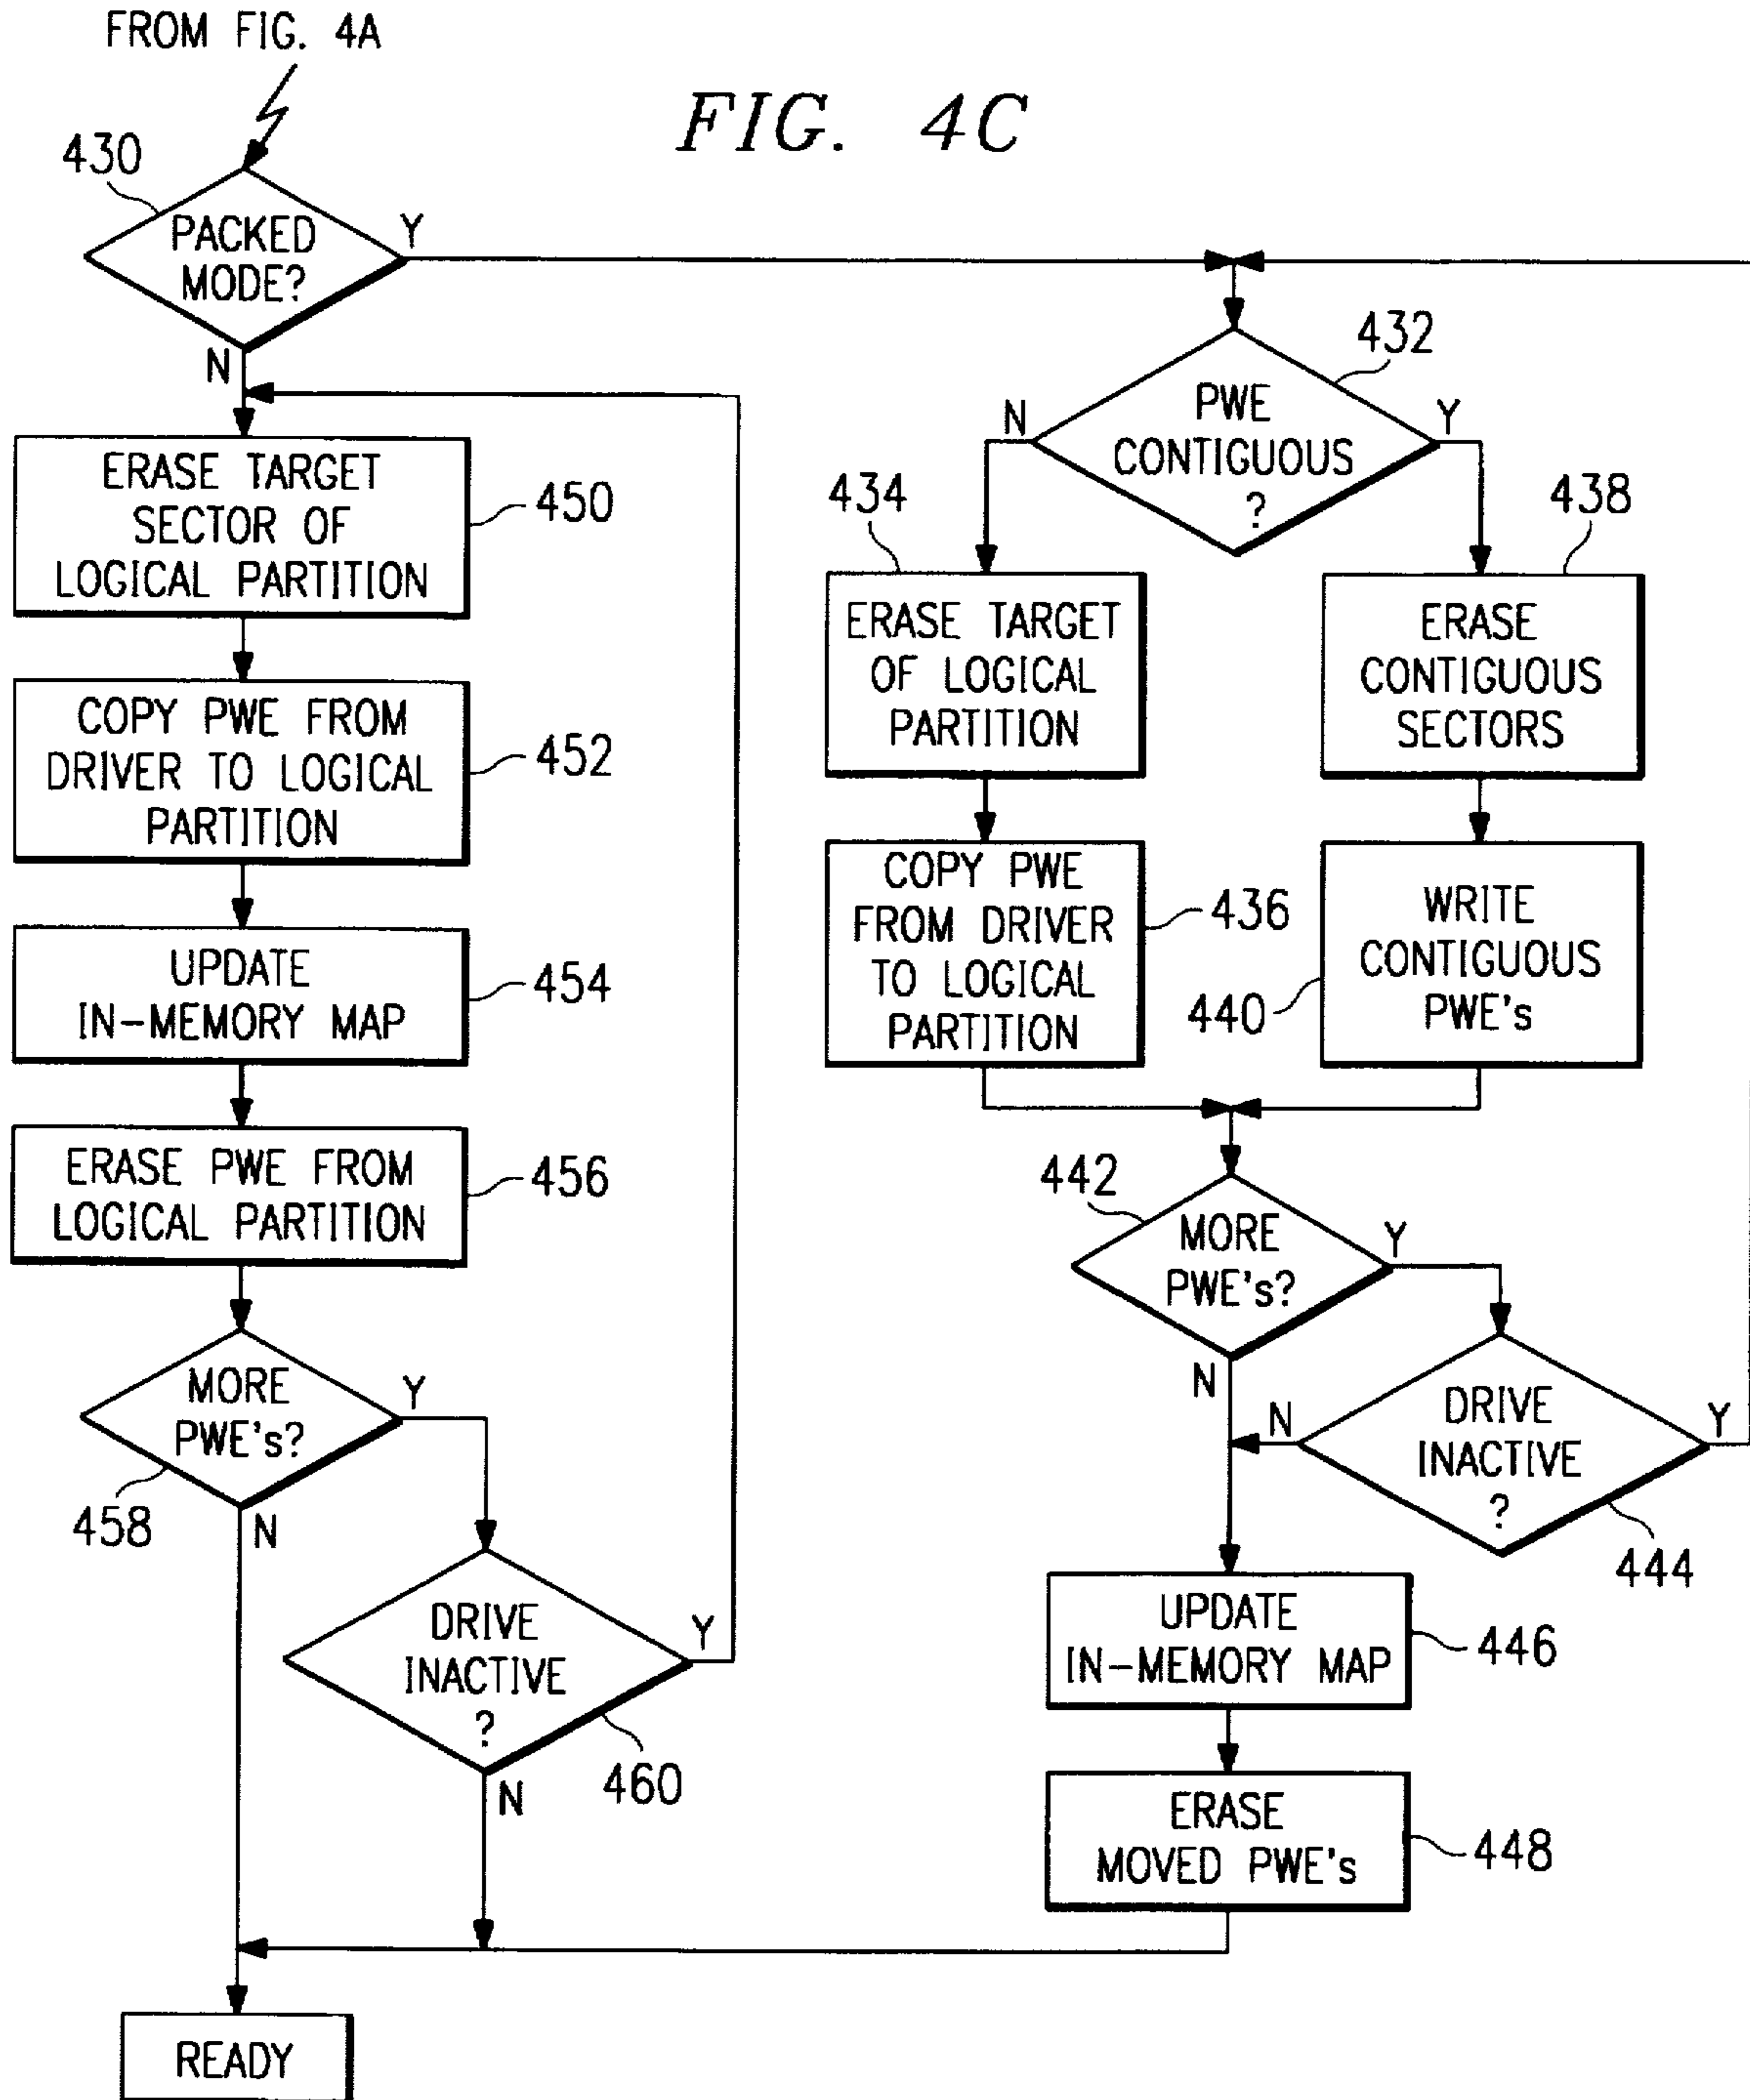 FROM FIG. 4A
FIG. 4C
430
PACKED
MODE?
Y
N
432
PWE
CONTIGUOUS
?
N
Y
ERASE TARGET
SECTOR OF
LOGICAL PARTITION
450
434
ERASE TARGET
OF LOGICAL
PARTITION
438
ERASE
CONTIGUOUS
SECTORS
COPY PWE FROM
DRIVER TO LOGICAL
PARTITION
452
COPY PWE
FROM DRIVER
TO LOGICAL
PARTITION
436
WRITE
CONTIGUOUS
PWE's
440
UPDATE
IN-MEMORY MAP
454
ERASE PWE FROM
LOGICAL PARTITION
456
442
MORE
PWE's?
Y
N
MORE
PWE's?
Y
458
N
DRIVE
INACTIVE
?
N
Y
444
DRIVE
INACTIVE
?
Y
460
N
UPDATE
IN-MEMORY MAP
446
ERASE
MOVED PWE's
448
READY